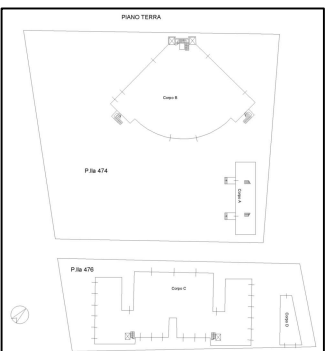 PIANO TERRA
Corpo B
P.lla 474
Corpo A
P.lla 476
Corpo C
Corpo D